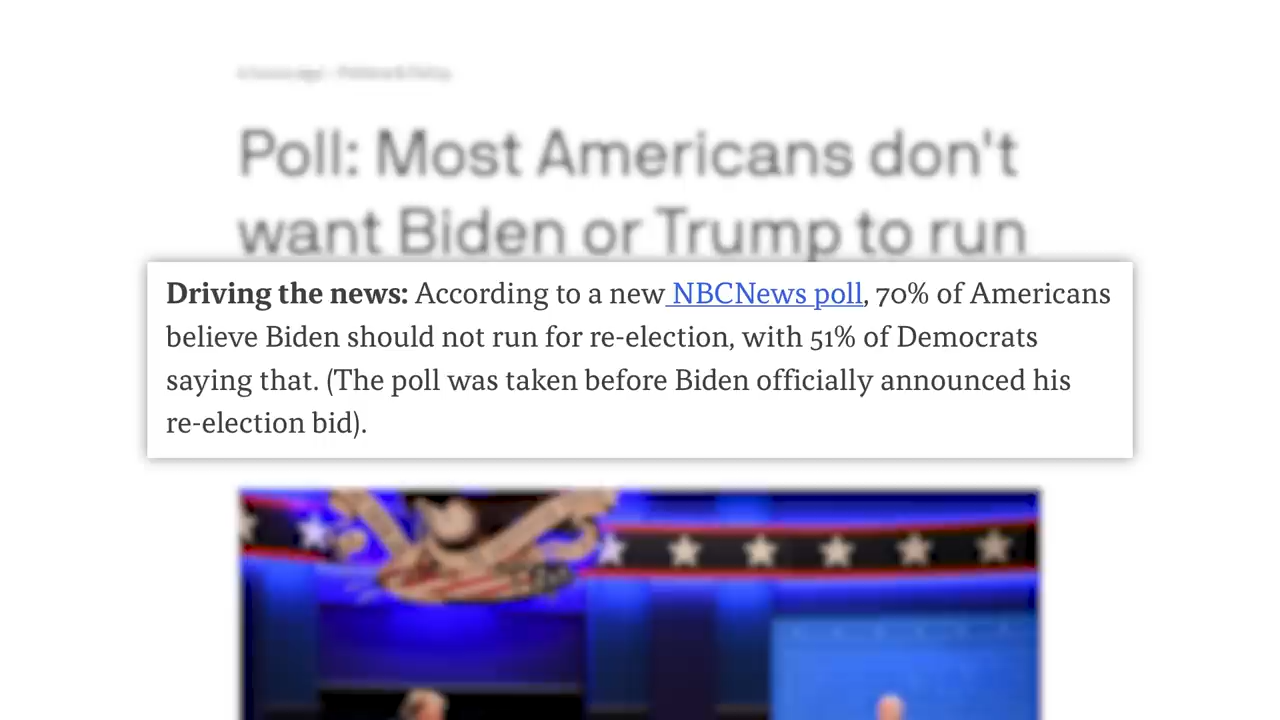 Poll: Most Americans don't
want Biden or Trump to run
Driving the news: According to a new NBCNews poll, 70% of Americans
believe Biden should not run for re-election, with 51% of Democrats
saying that. (The poll was taken before Biden officially announced his
re-election bid).